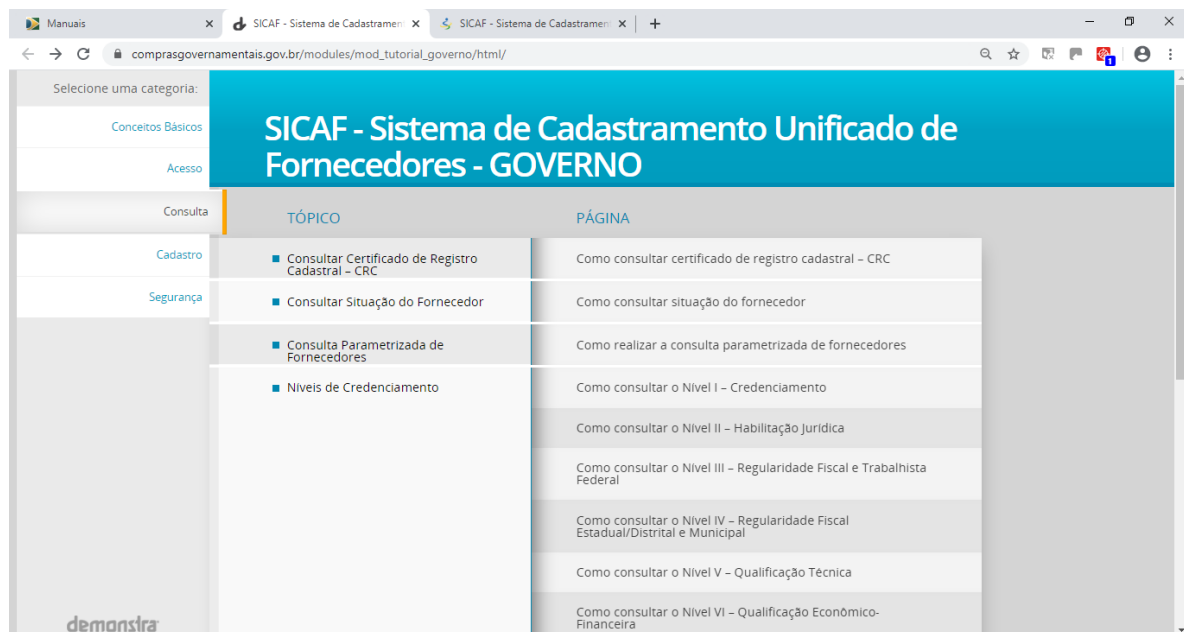 Manuais
SICAF - Sistema de Cadastrament
SICAF - Sistema de Cadastrament
comprasgovernamentais.gov.br/modules/mod_tutorial_governo/html/
1
Selecione uma categoria:
Conceitos Básicos
Acesso
Consulta
Cadastro
Segurança
SICAF - Sistema de Cadastramento Unificado de
Fornecedores - GOVERNO
TÓPICO
PÁGINA
Consultar Certificado de Registro
Cadastral – CRC
Como consultar certificado de registro cadastral – CRC
Consultar Situação do Fornecedor
Como consultar situação do fornecedor
Consulta Parametrizada de
Fornecedores
Como realizar a consulta parametrizada de fornecedores
Níveis de Credenciamento
Como consultar o Nível I – Credenciamento
Como consultar o Nível II – Habilitação Jurídica
Como consultar o Nível III – Regularidade Fiscal e Trabalhista
Federal
Como consultar o Nível IV – Regularidade Fiscal
Estadual/Distrital e Municipal
Como consultar o Nível V – Qualificação Técnica
Como consultar o Nível VI – Qualificação Econômico-
Financeira
demonstra